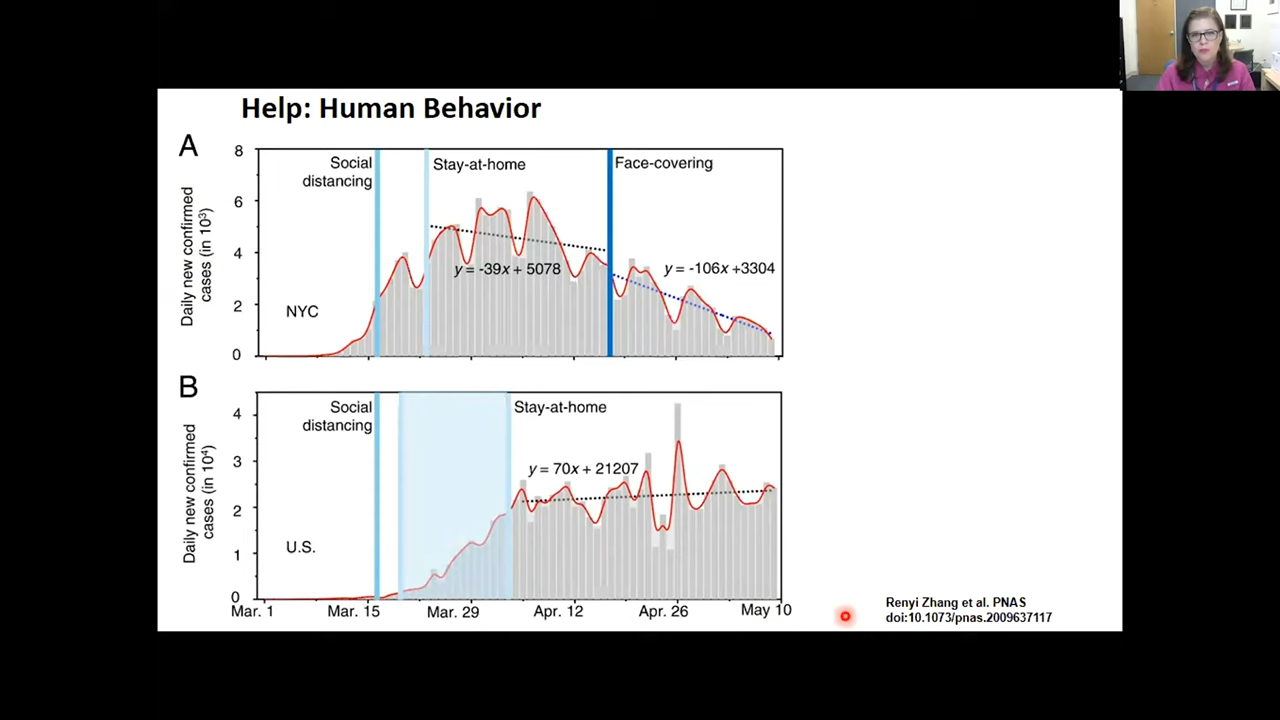 Help: Human Behavior
A
8
6
4
2
0
Daily new confirmed
cases (in 10³)
Social
distancing
Stay-at-home
Face-covering
y = -39x + 5078
y = -106x +3304
NYC
B
4
3
2
1
0
Daily new confirmed
cases (in 10⁴)
Social
distancing
Stay-at-home
y = 70x + 21207
U.S.
Mar. 1
Mar. 15
Mar. 29
Apr. 12
Apr. 26
May 10
Renyi Zhang et al. PNAS
doi:10.1073/pnas.2009637117